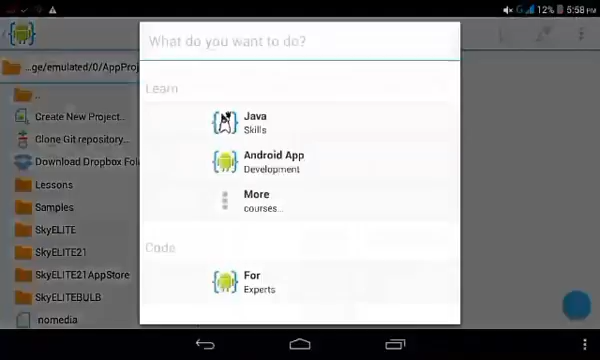 12% 5:58 PM
What do you want to do?
...ge/emulated/0/AppProj
Learn
..
Create New Project...
Java
Skills
Clone Git repository...
Download Dropbox Fol
Android App
Development
Lessons
More
courses...
Samples
SkyELITE
Code
SkyELITE21
SkyELITE21AppStore
For
Experts
SkyELITEBULB
nomedia